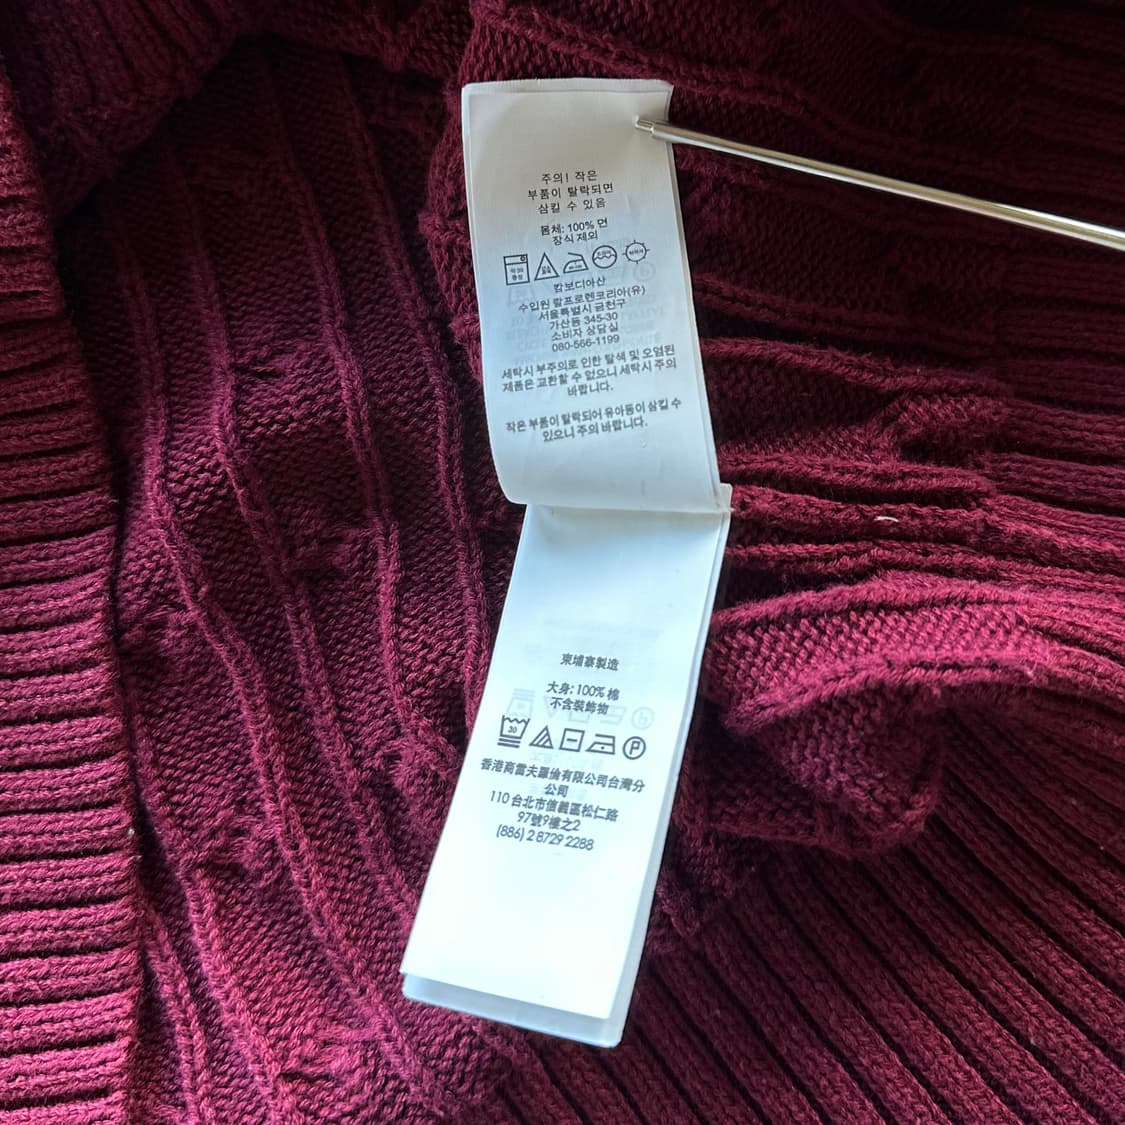 주의! 작은
부품이 탈락되면
삼킬 수 있음
몸체: 100% 면
장식 제외
약 30
중성
캄보디아산
수입원 랄프로렌코리아(유)
서울특별시 금천구
가산동 345-30
소비자 상담실
080-566-1199
세탁시 부주의로 인한 탈색 및 오염된
제품은 교환할 수 없으니 세탁시 주의
바랍니다.
작은 부품이 탈락되어 유아동이 삼킬 수
있으니 주의 바랍니다.
柬埔寨製造
大身: 100% 棉
不含裝飾物
30
P
香港商雷夫羅倫有限公司台灣分
公司
110 台北市信義區松仁路
97號9樓之2
(886) 2 8729 2288